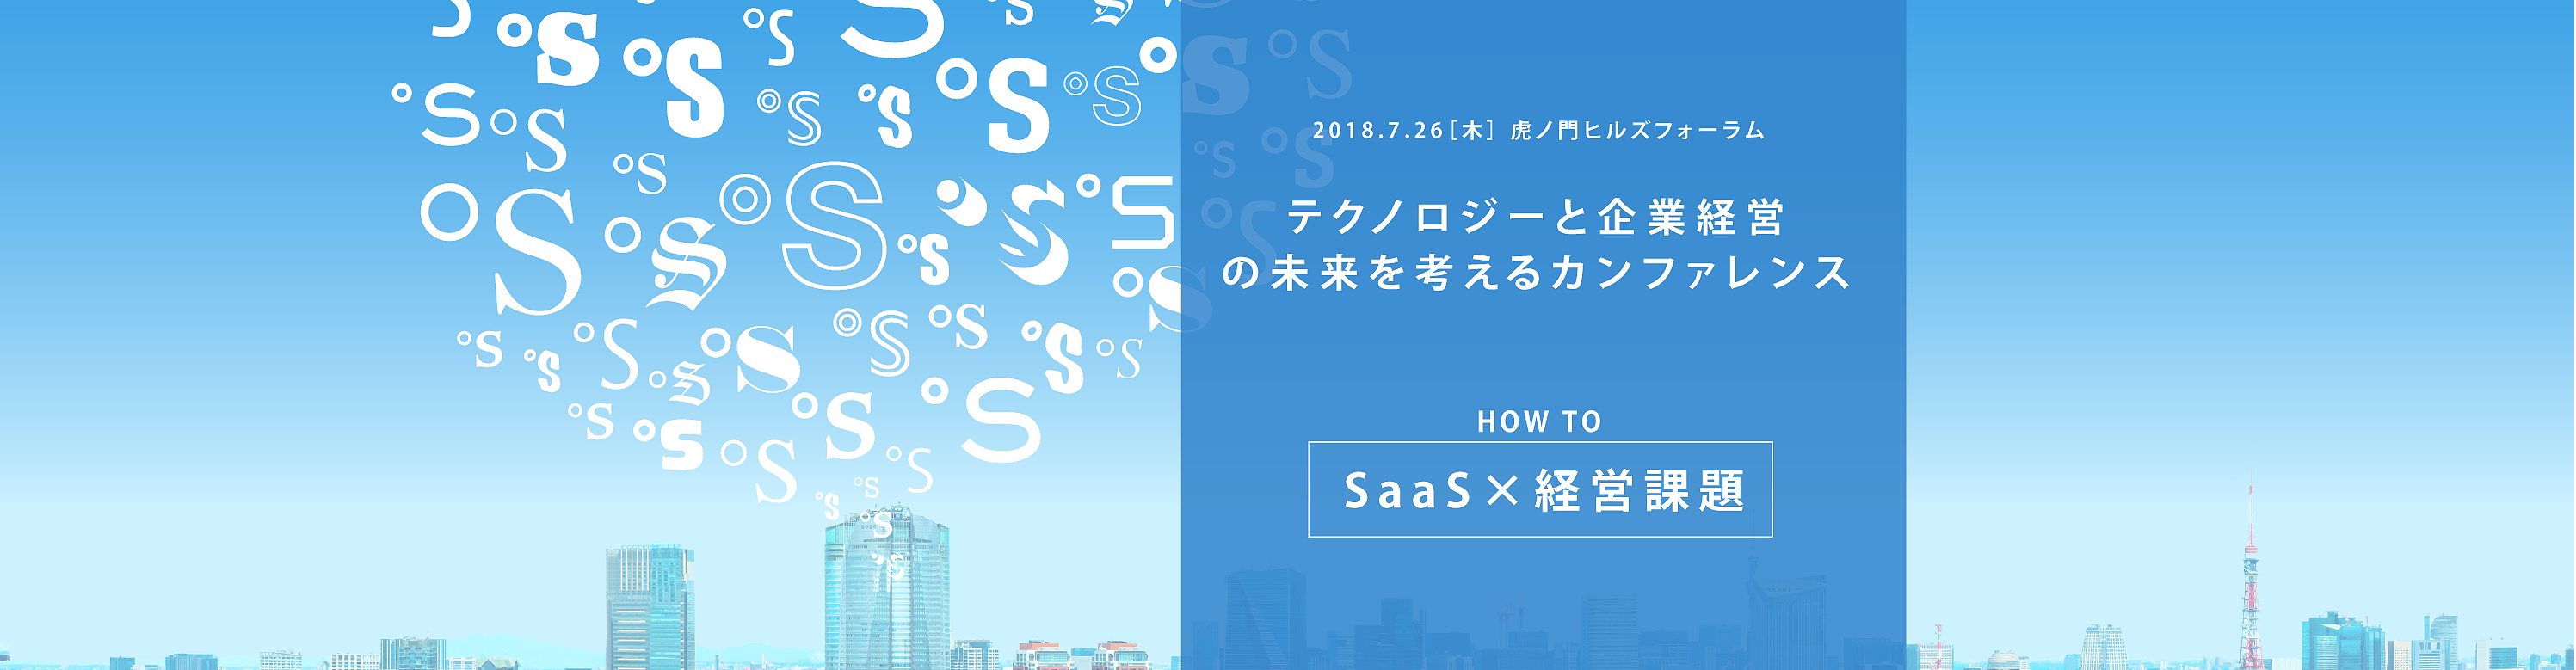 2018.7.26［木］ 虎ノ門ヒルズフォーラム
テクノロジーと企業経営
の未来を考えるカンファレンス
HOW TO
SaaS×経営課題